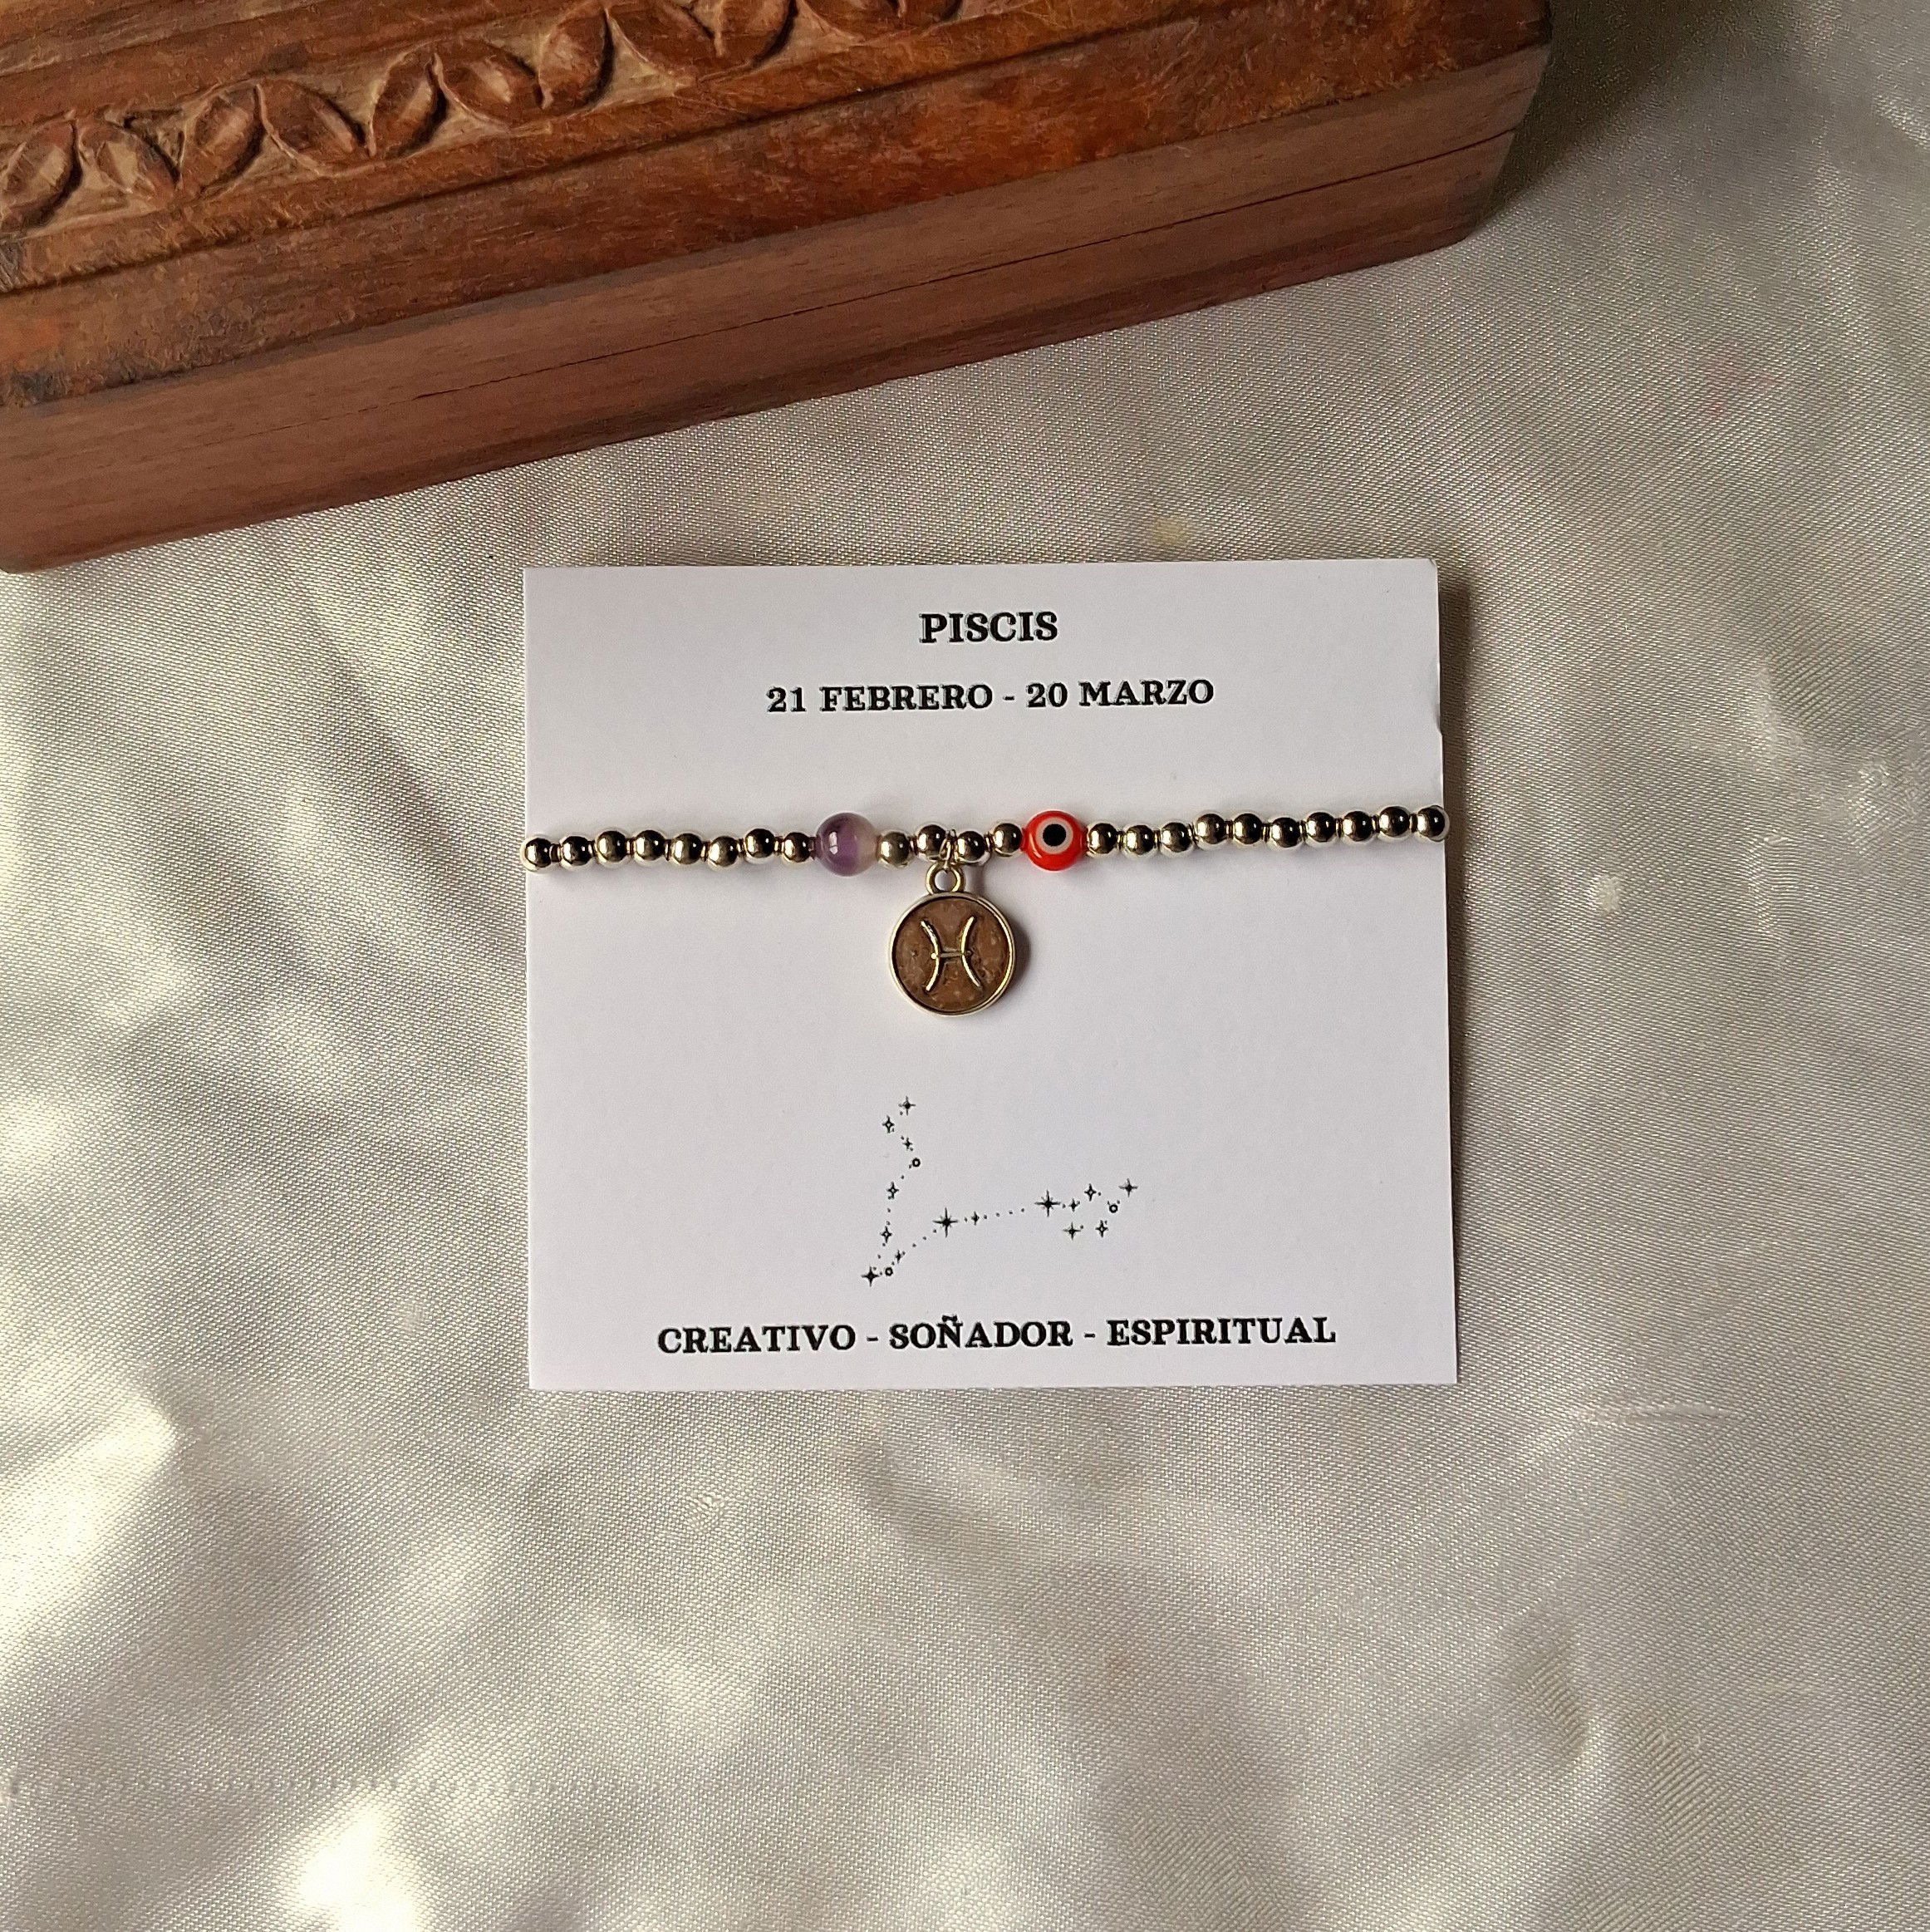 PISCIS
21 FEBRERO - 20 MARZO
CREATIVO - SOÑADOR - ESPIRITUAL